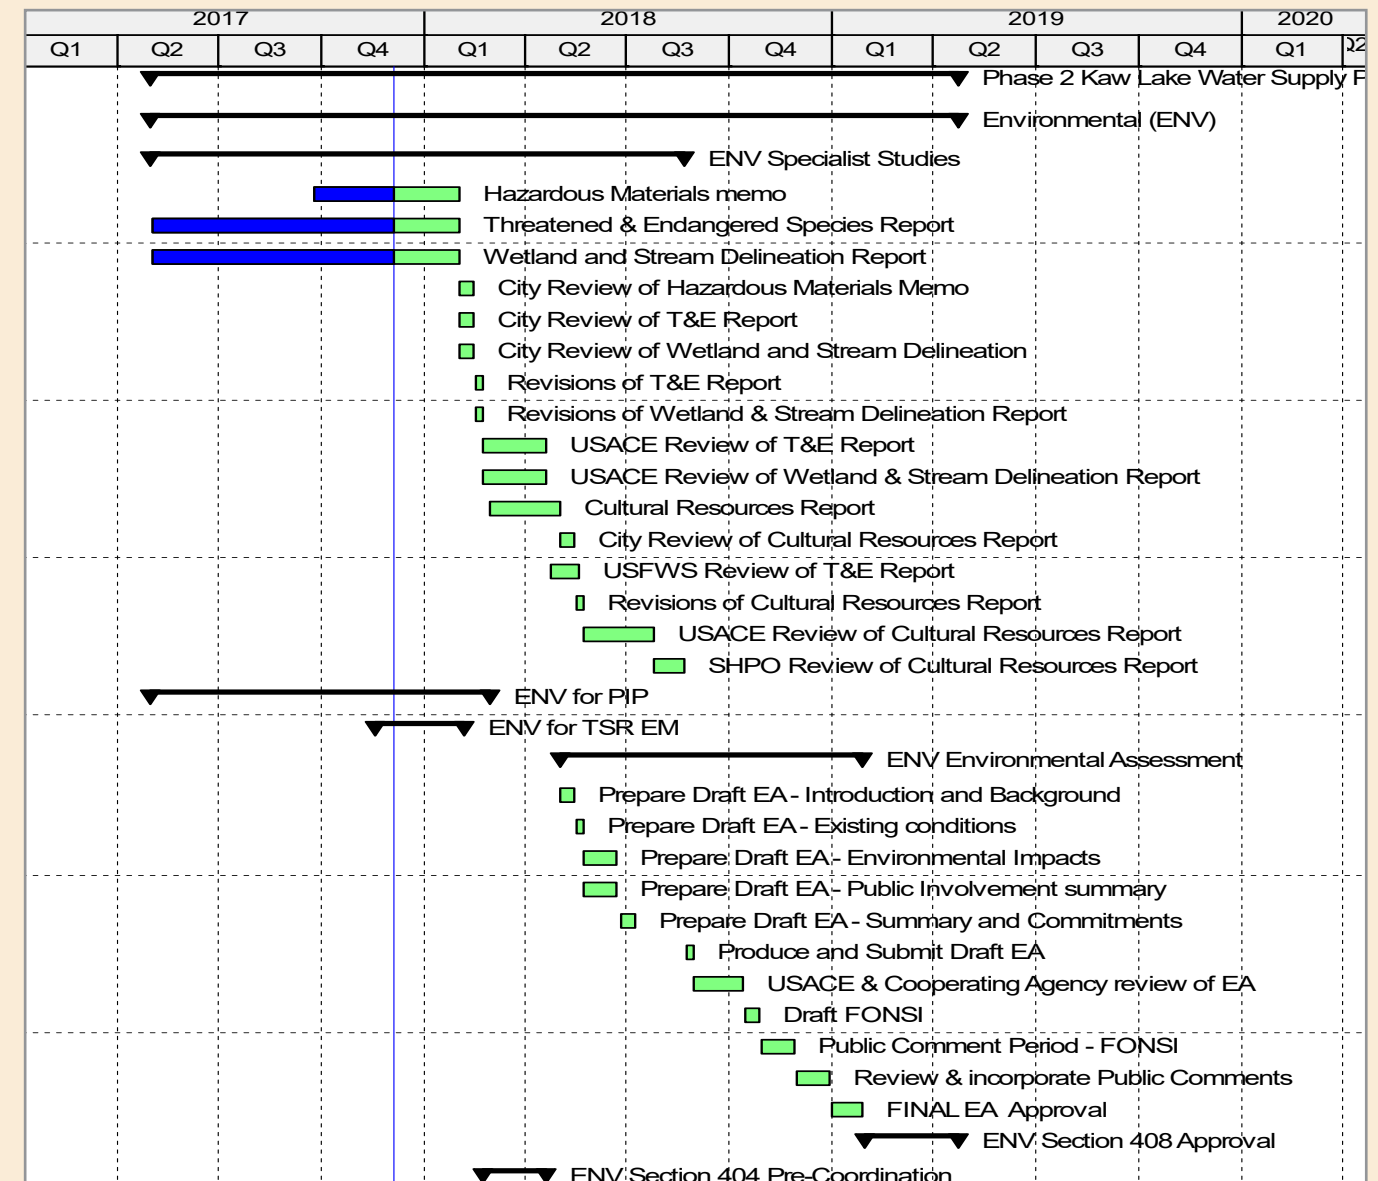 2017 2018 2019 2020
Q1 Q2 Q3 Q4 Q1 Q2 Q3 Q4 Q1 Q2 Q3 Q4 Q1 Q2
Phase 2 Kaw Lake Water Supply
Environmental (ENV)
ENV Specialist Studies
Hazardous Materials memo
Threatened & Endangered Species Report
Wetland and Stream Delineation Report
City Review of Hazardous Materials Memo
City Review of T&E Report
City Review of Wetland and Stream Delineation
Revisions of T&E Report
Revisions of Wetland & Stream Delineation Report
USACE Review of T&E Report
USACE Review of Wetland & Stream Delineation Report
Cultural Resources Report
City Review of Cultural Resources Report
USFWS Review of T&E Report
Revisions of Cultural Resources Report
USACE Review of Cultural Resources Report
SHPO Review of Cultural Resources Report
ENV for PIP
ENV for TSR EM
ENV Environmental Assessment
Prepare Draft EA - Introduction and Background
Prepare Draft EA - Existing conditions
Prepare Draft EA - Environmental Impacts
Prepare Draft EA - Public Involvement summary
Prepare Draft EA - Summary and Commitments
Produce and Submit Draft EA
USACE & Cooperating Agency review of EA
Draft FONSI
Public Comment Period - FONSI
Review & incorporate Public Comments
FINAL EA Approval
ENV Section 408 Approval
ENV Section 404 Pre-Coordination